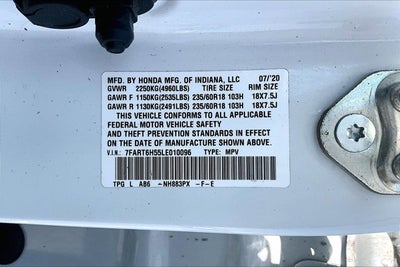 MFD. BY HONDA MFG. OF INDIANA, LLC 07/'20
GVWR 2250KG(4960LBS) TIRE SIZE RIM SIZE
GAWR F 1150KG(2535LBS) 235/60R18 103H 18X7.5J
GAWR R 1130KG(2491LBS) 235/60R18 103H 18X7.5J
THIS VEHICLE CONFORMS TO ALL APPLICABLE
FEDERAL MOTOR VEHICLE SAFETY
AND THEFT PREVENTION STANDARDS IN EFFECT
ON THE DATE OF MANUFACTURE SHOWN ABOVE.
V.I.N.: 7FART6H55LE010096 TYPE: MPV
TPG L AB6 -NH883PX -F-E